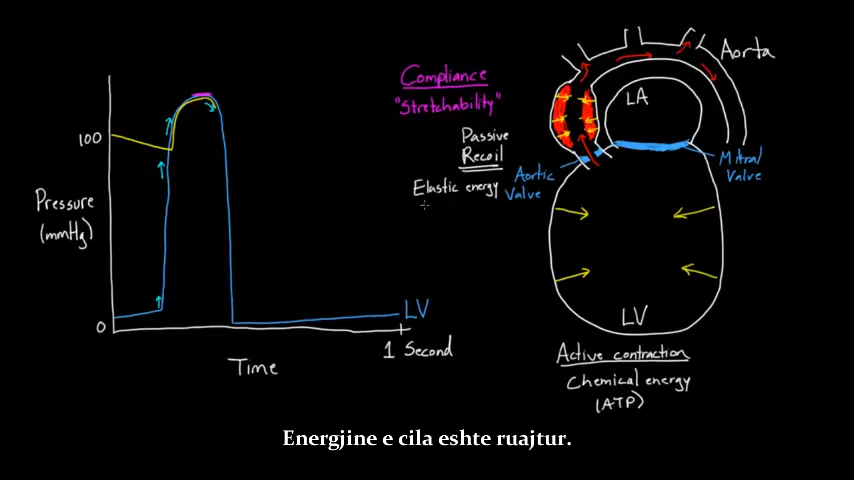 Compliance
"Stretchability"
Passive
Recoil
Elastic energy
Aorta
LA
Aortic
Valve
Mitral
Valve
100
Pressure
(mmHg)
0
LV
1 Second
Time
LV
Active contraction
Chemical energy
(ATP)
Energjine e cila eshte ruajtur.